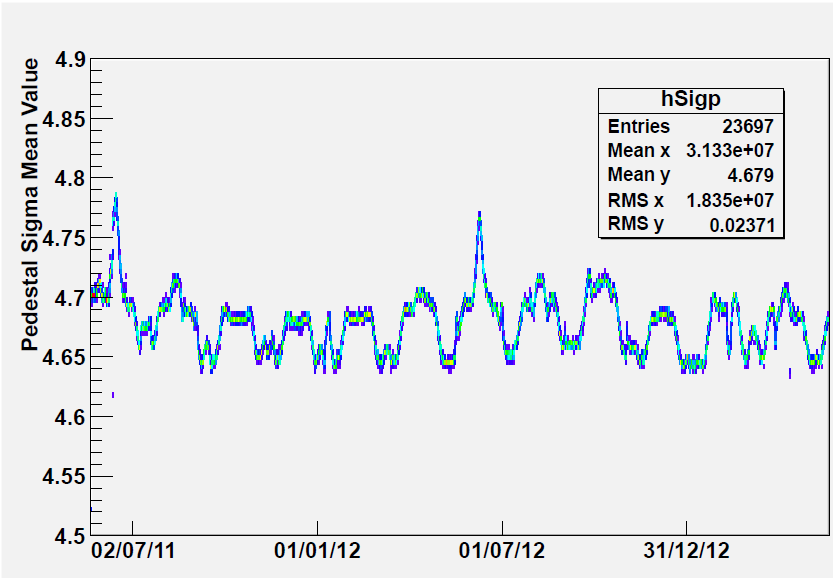 Pedestal Sigma Mean Value
4.9
4.85
4.8
4.75
4.7
4.65
4.6
4.55
4.5
hSigp
Entries 23697
Mean x 3.133e+07
Mean y 4.679
RMS x 1.835e+07
RMS y 0.02371
02/07/11 01/01/12 01/07/12 31/12/12